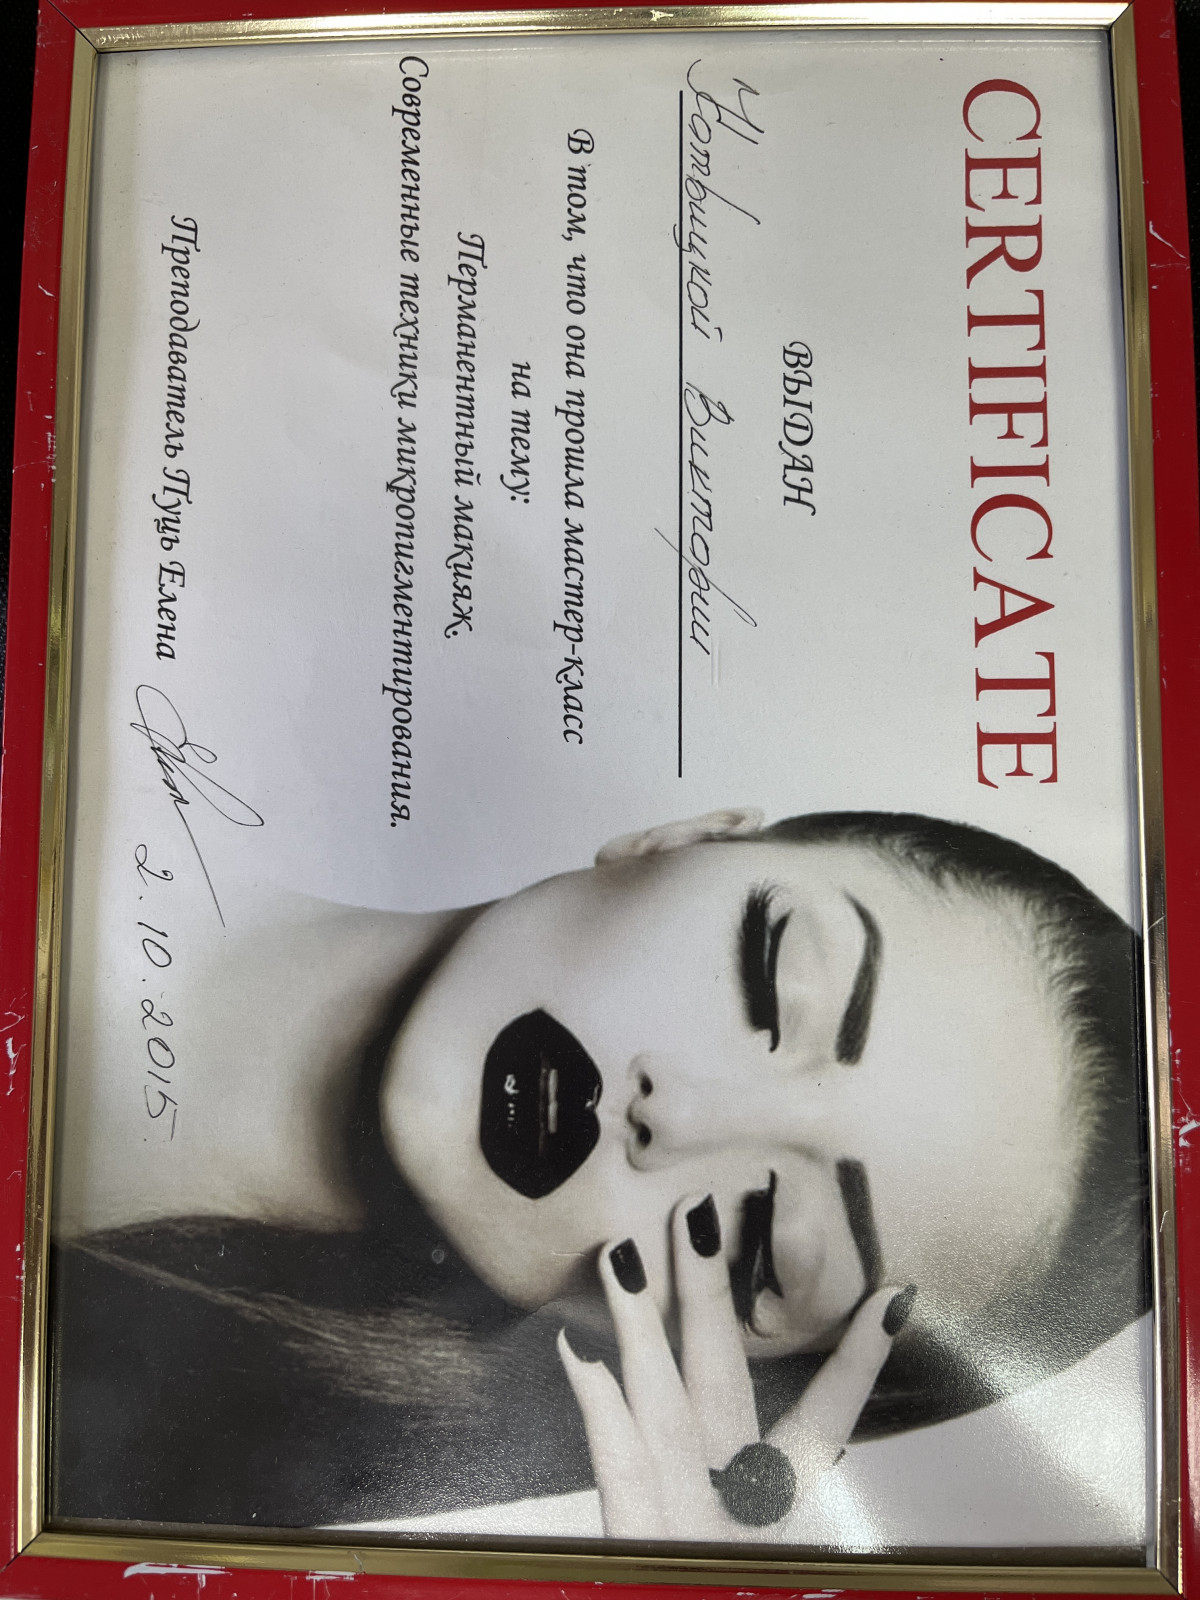 CERTIFICATE
ВЫДАН
Хотвицкой Виктории
В том, что она прошла мастер-класс
на тему:
Перманентный макияж.
Современные техники микропигментирования.
Преподаватель Пуць Елена 2.10.2015.